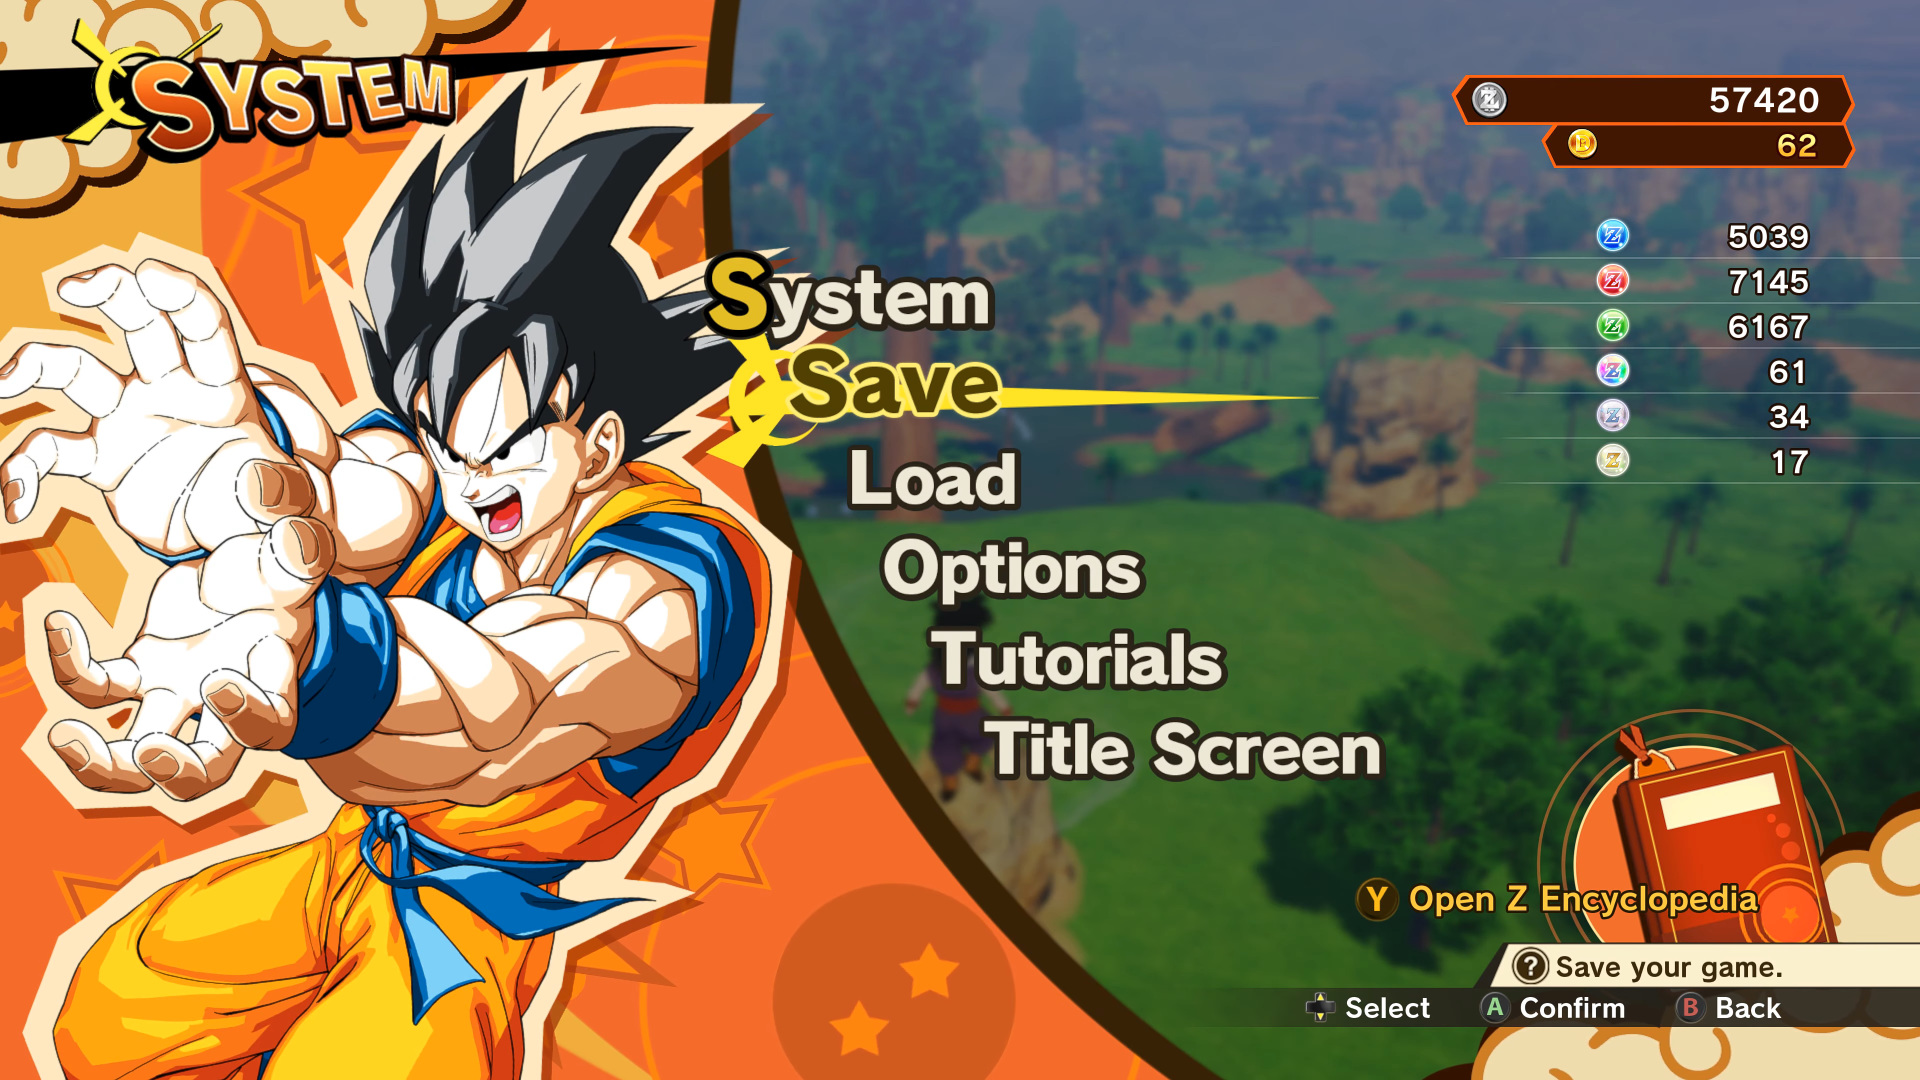 SYSTEM
Z 57420
D 62
Z 5039
Z 7145
Z 6167
Z 61
Z 34
Z 17
System
Save
Load
Options
Tutorials
Title Screen
Y Open Z Encyclopedia
? Save your game.
Select A Confirm B Back